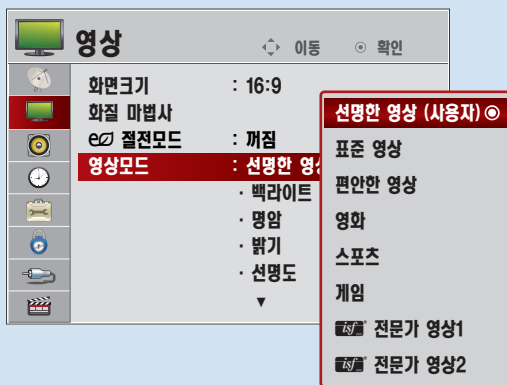 영상
이동 확인
화면크기 : 16:9
화질 마법사
절전모드 : 꺼짐
영상모드 : 선명한
· 백라이트
· 명암
· 밝기
· 선명도
▼
선명한 영상 (사용자)
표준 영상
편안한 영상
영화
스포츠
게임
isf 전문가 영상1
isf 전문가 영상2